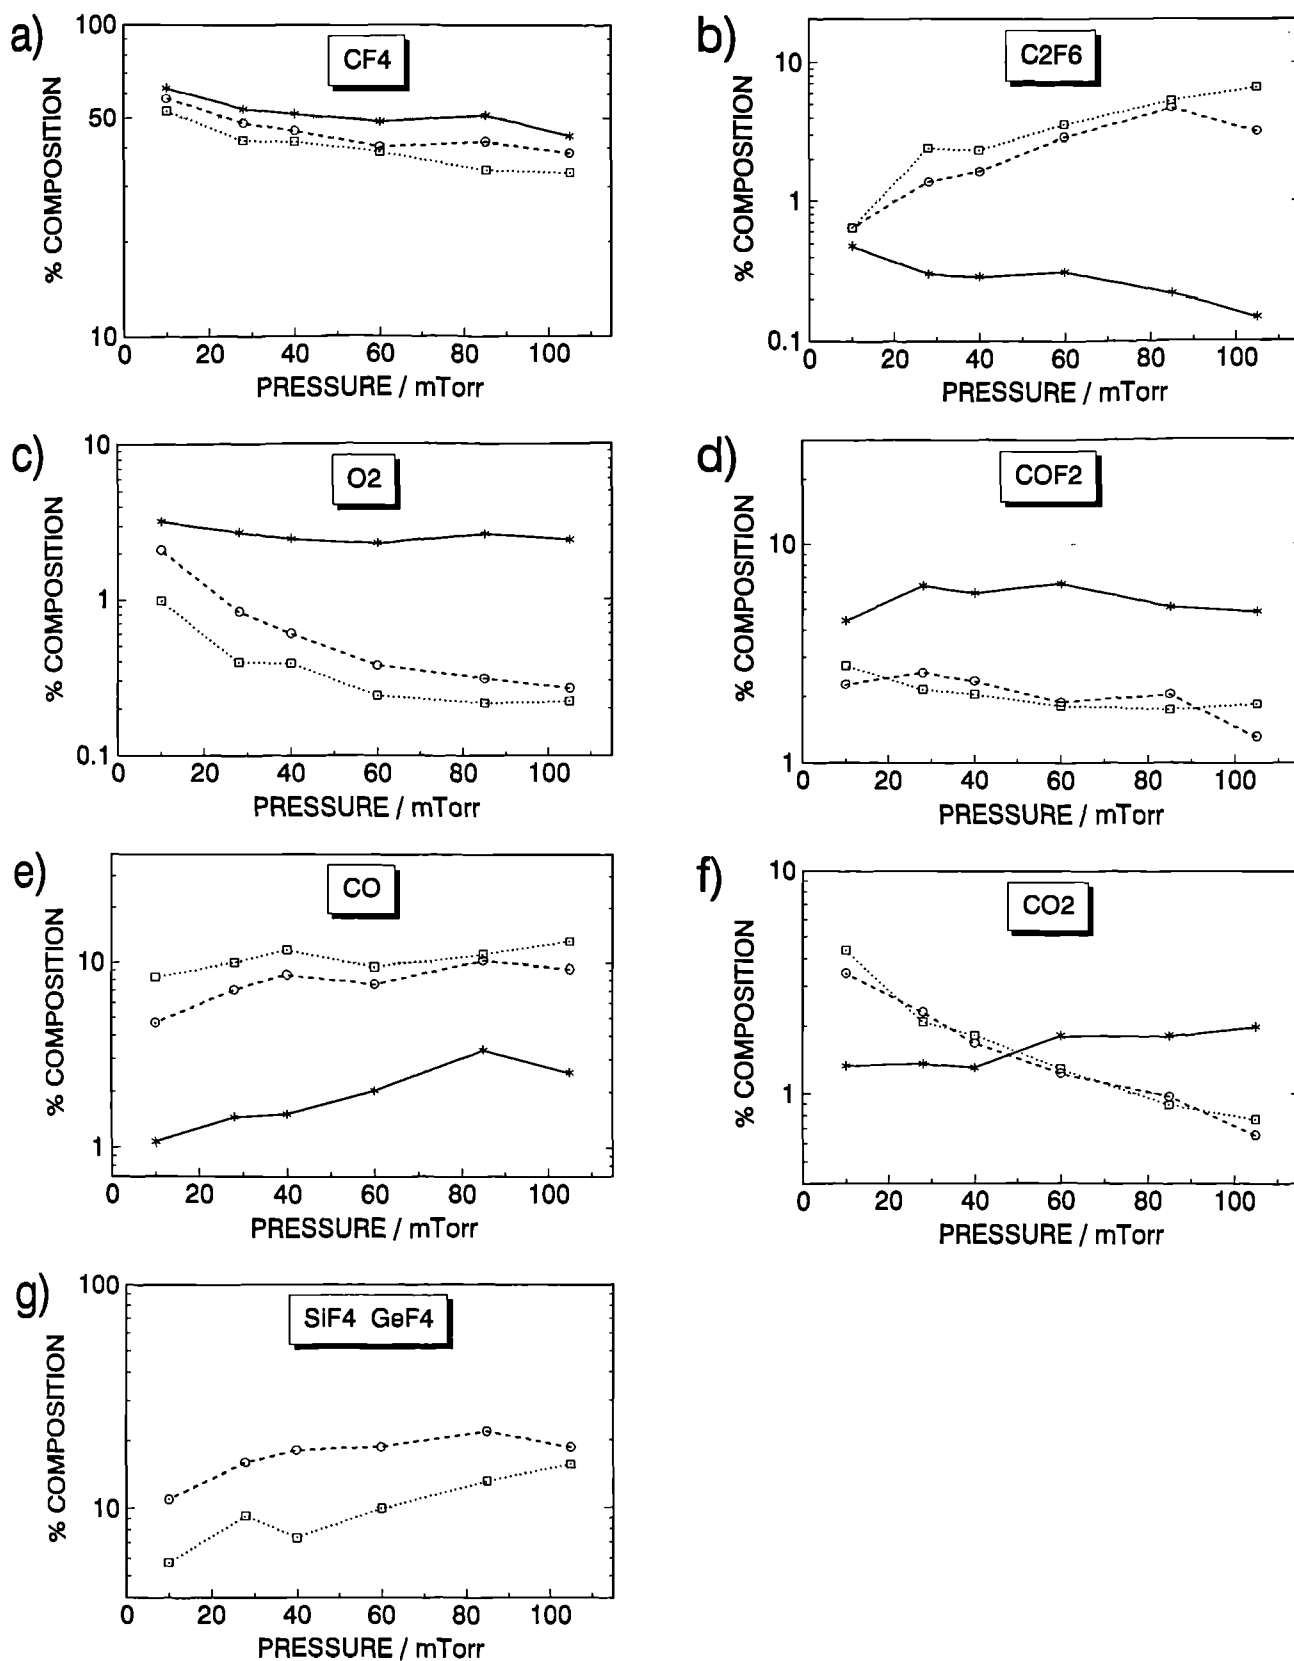 a)
CF4
100
50
10
% COMPOSITION
0 20 40 60 80 100
PRESSURE / mTorr
b)
C2F6
10
1
0.1
% COMPOSITION
0 20 40 60 80 100
PRESSURE / mTorr
c)
O2
10
1
0.1
% COMPOSITION
0 20 40 60 80 100
PRESSURE / mTorr
d)
COF2
10
1
% COMPOSITION
0 20 40 60 80 100
PRESSURE / mTorr
e)
CO
10
1
% COMPOSITION
0 20 40 60 80 100
PRESSURE / mTorr
f)
CO2
10
1
% COMPOSITION
0 20 40 60 80 100
PRESSURE / mTorr
g)
SiF4 GeF4
100
10
% COMPOSITION
0 20 40 60 80 100
PRESSURE / mTorr